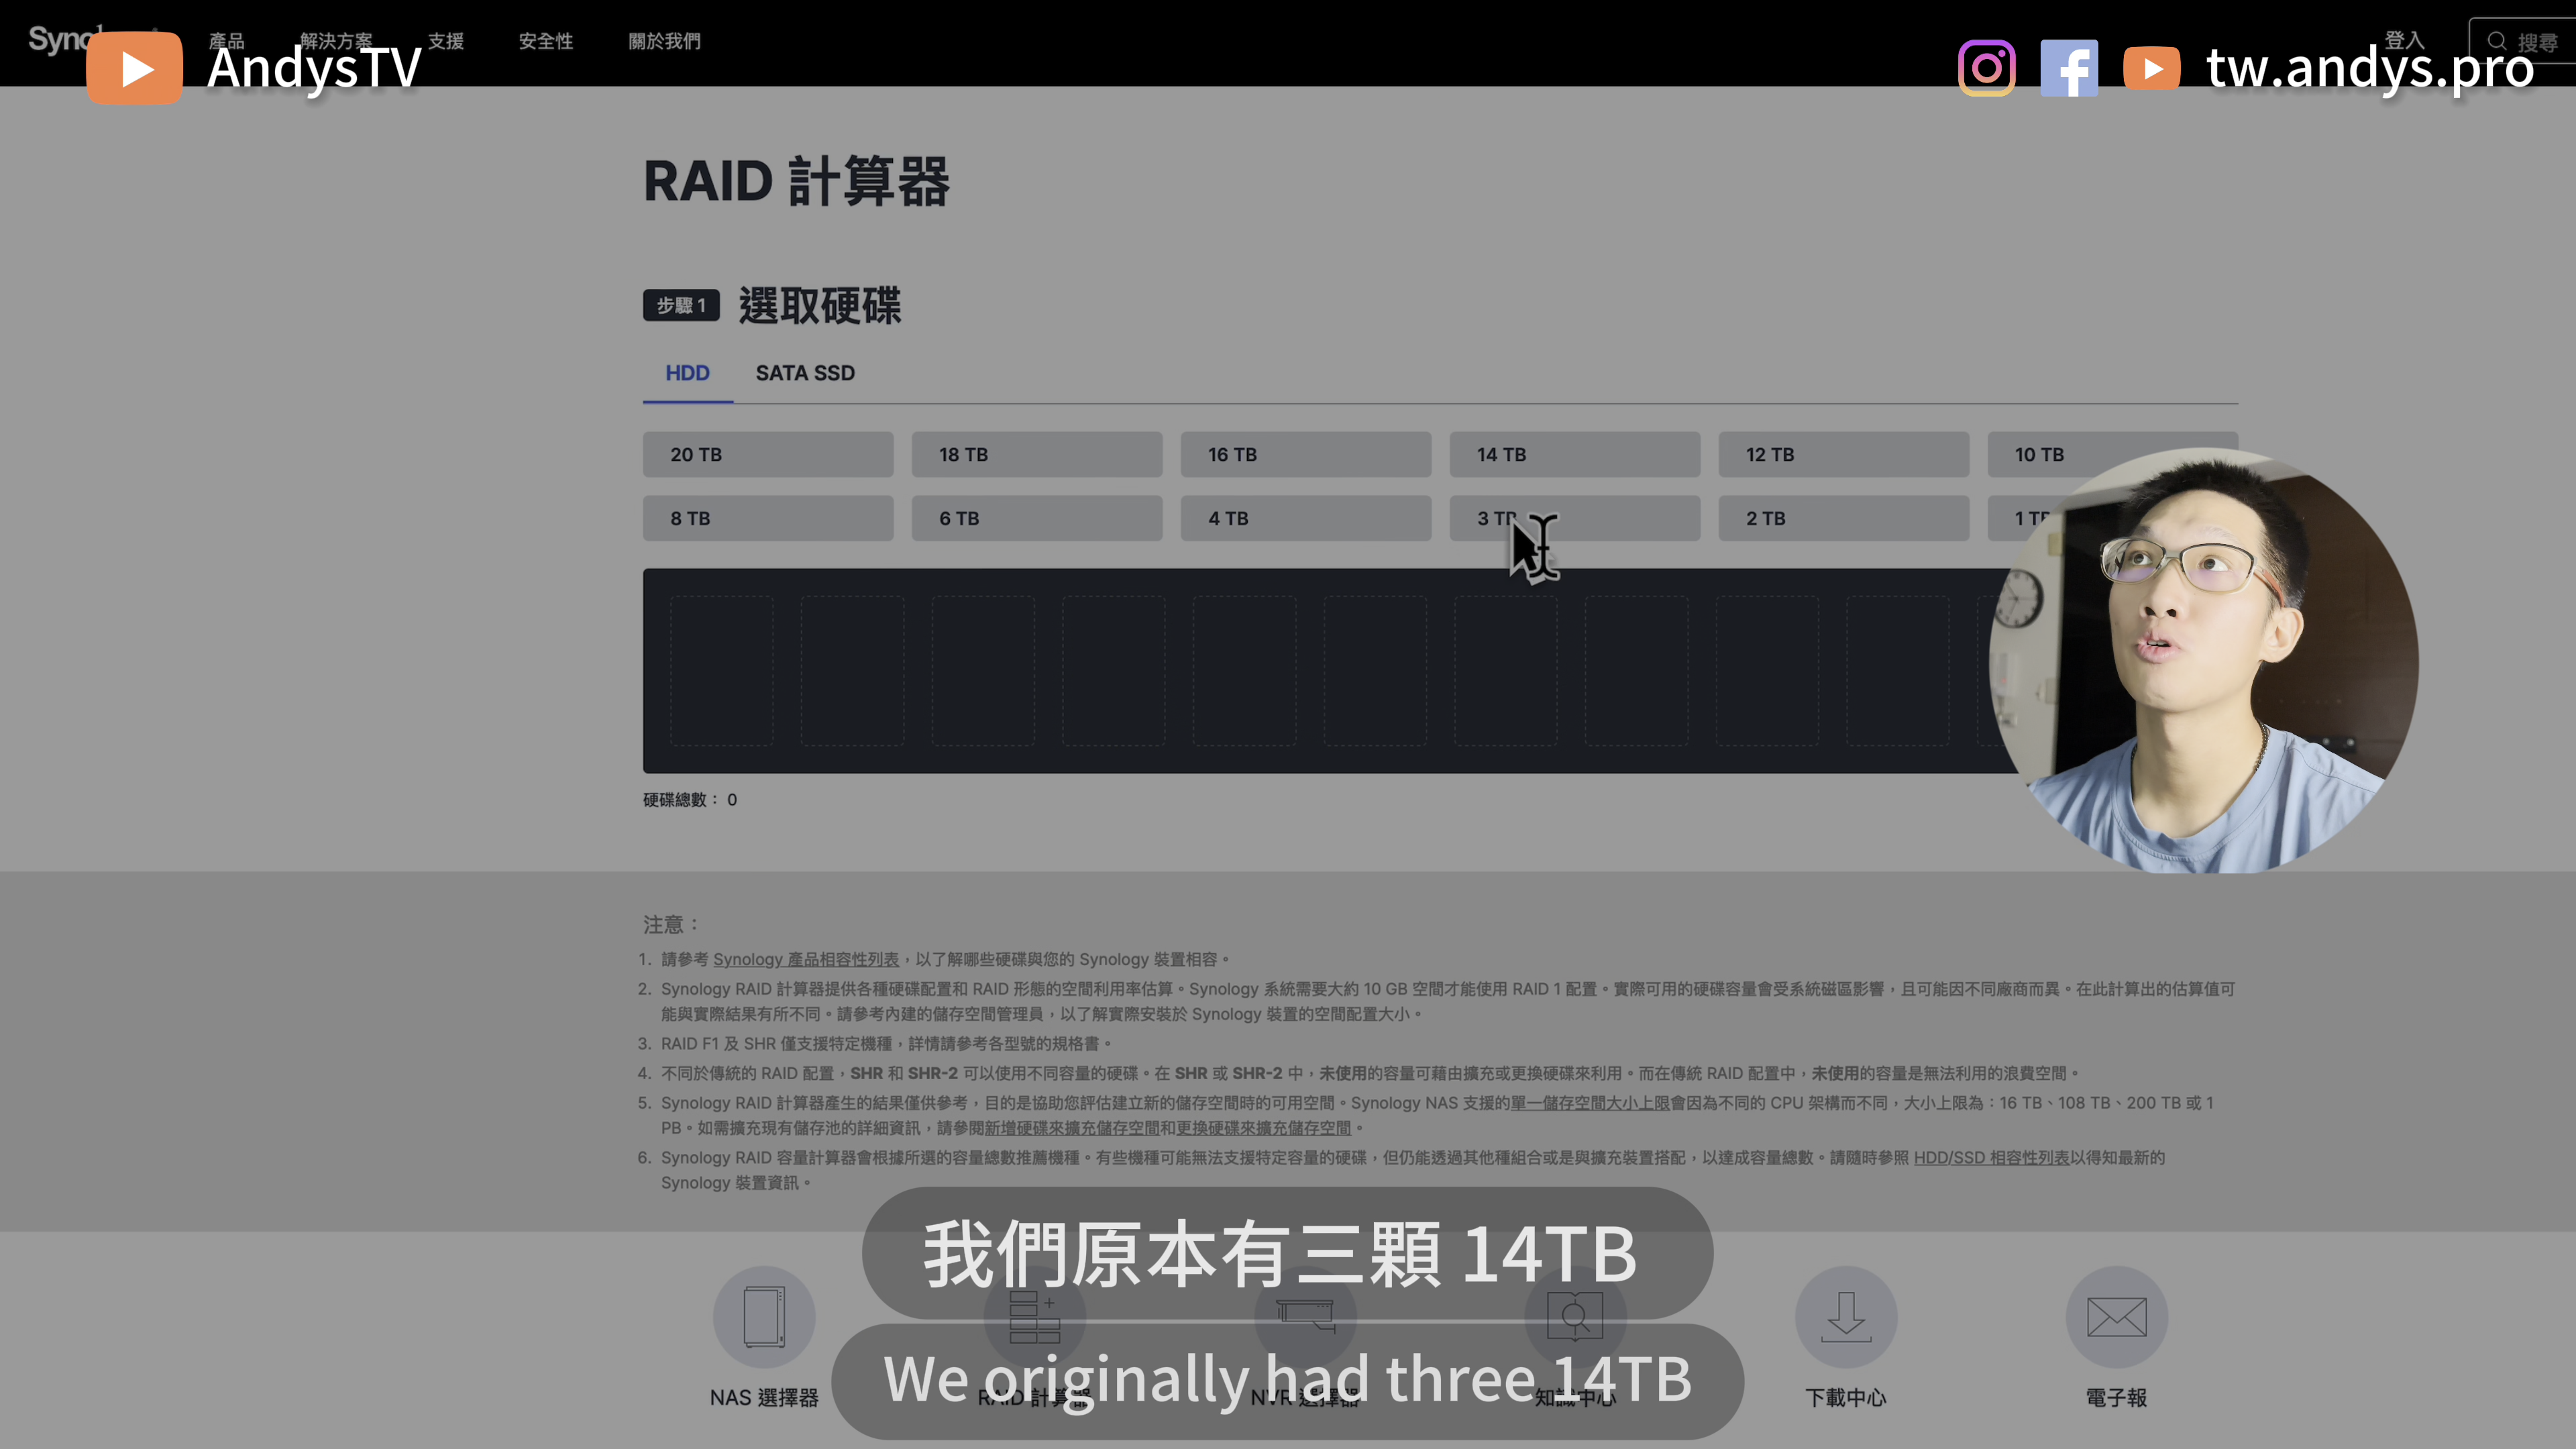 產品 解決方案 支援 安全性 關於我們 登入 搜尋
AndysTV
tw.andys.pro
RAID 計算器
步驟 1 選取硬碟
HDD SATA SSD
20 TB 18 TB 16 TB 14 TB 12 TB 10 TB
8 TB 6 TB 4 TB 3 TB 2 TB
硬碟總數： 0
注意：
1. 請參考 Synology 產品相容性列表，以了解哪些硬碟與您的 Synology 裝置相容。
2. Synology RAID 計算器提供各種硬碟配置和 RAID 形態的空間利用率估算。Synology 系統需要大約 10 GB 空間才能使用 RAID 1 配置。實際可用的硬碟容量會受系統磁區影響，且可能因不同廠商而異。在此計算出的估算值可
能與實際結果有所不同。請參考內建的儲存空間管理員，以了解實際安裝於 Synology 裝置的空間配置大小。
3. RAID F1 及 SHR 僅支援特定機種，詳情請參考各型號的規格書。
4. 不同於傳統的 RAID 配置，SHR 和 SHR-2 可以使用不同容量的硬碟。在 SHR 或 SHR-2 中，未使用的容量可藉由擴充或更換硬碟來利用。而在傳統 RAID 配置中，未使用的容量是無法利用的浪費空間。
5. Synology RAID 計算器產生的結果僅供參考，目的是協助您評估建立新的儲存空間時的可用空間。Synology NAS 支援的單一儲存空間大小上限會因為不同的 CPU 架構而不同，大小上限為：16 TB、108 TB、200 TB 或 1
PB。如需擴充現有儲存池的詳細資訊，請參閱新增硬碟來擴充儲存空間和更換硬碟來擴充儲存空間。
6. Synology RAID 容量計算器會根據所選的容量總數推薦機種。有些機種可能無法支援特定容量的硬碟，但仍能透過其他種組合或是與擴充裝置搭配，以達成容量總數。請隨時參照 HDD/SSD 相容性列表以得知最新的
Synology 裝置資訊。
我們原本有三顆 14TB
We originally had three 14TB
NAS 選擇器 RAID 計算器 NVR 選擇器 知識中心 下載中心 電子報